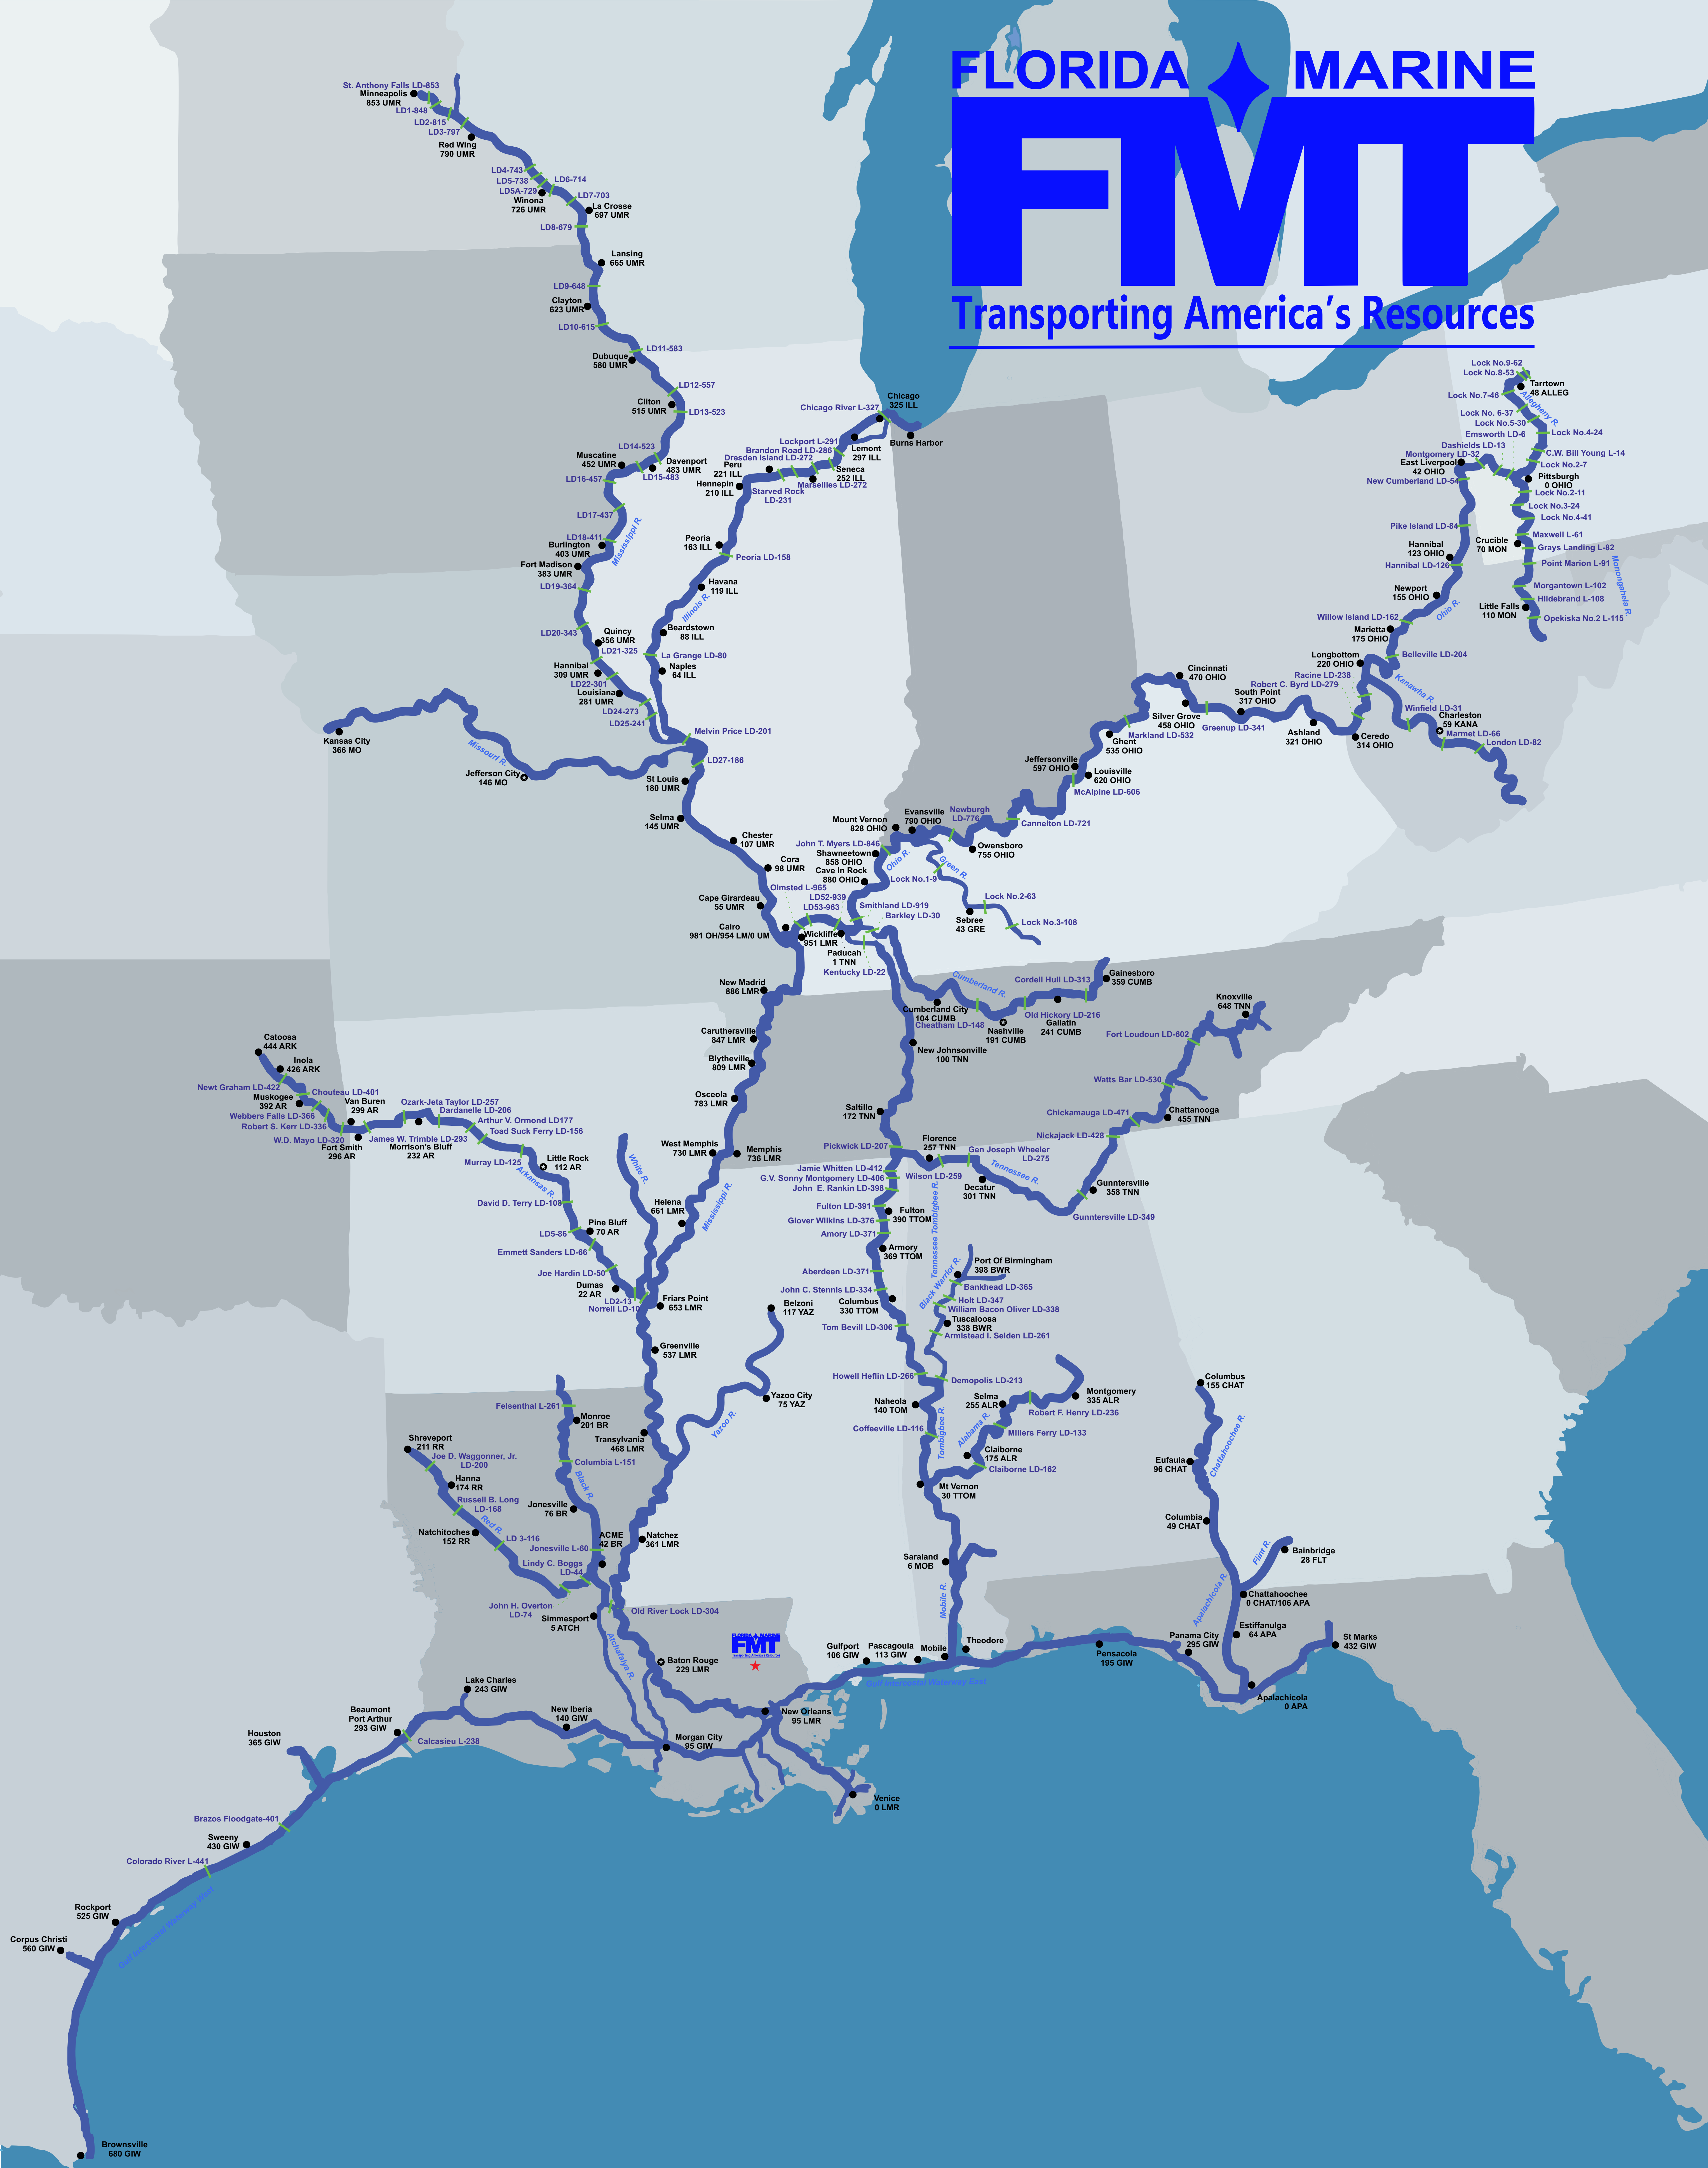 FLORIDA MARINE
FMT
Transporting America's Resources
St. Anthony Falls LD-853
Minneapolis
853 UMR
LD1-848
LD2-815
LD3-797
Red Wing
790 UMR
LD4-743
LD5-738
LD5A-729
LD6-714
Winona
726 UMR
LD7-703
La Crosse
697 UMR
LD8-679
Lansing
665 UMR
LD9-648
Clayton
623 UMR
LD10-615
LD11-583
Dubuque
580 UMR
LD12-557
Cliton
515 UMR
LD13-523
LD14-523
Muscatine
452 UMR
Davenport
483 UMR
LD15-483
LD16-457
LD17-437
Mississippi R.
LD18-411
Burlington
403 UMR
Fort Madison
383 UMR
LD19-364
LD20-343
Quincy
356 UMR
LD21-325
Hannibal
309 UMR
LD22-301
Louisiana
281 UMR
LD24-273
LD25-241
Melvin Price LD-201
LD27-186
Kansas City
366 MO
Missouri R.
Jefferson City
146 MO
St Louis
180 UMR
Selma
145 UMR
Chester
107 UMR
Cora
98 UMR
Cape Girardeau
55 UMR
Cairo
981 OH/954 LM/0 UM
Chicago
325 ILL
Chicago River L-327
Burns Harbor
Lockport L-291
Lemont
297 ILL
Brandon Road LD-286
Dresden Island LD-272
Peru
221 ILL
Seneca
252 ILL
Marseilles LD-272
Hennepin
210 ILL
Starved Rock
LD-231
Peoria
163 ILL
Peoria LD-158
Havana
119 ILL
Illinois R.
Beardstown
88 ILL
La Grange LD-80
Naples
64 ILL
Lock No.9-62
Lock No.8-53
Tarrtown
48 ALLEG
Lock No.7-46
Allegheny R.
Lock No. 6-37
Lock No.5-30
Emsworth LD-6
Lock No.4-24
Dashields LD-13
C.W. Bill Young L-14
Montgomery LD-32
Lock No.2-7
East Liverpool
42 OHIO
Pittsburgh
0 OHIO
New Cumberland LD-54
Lock No.2-11
Lock No.3-24
Lock No.4-41
Pike Island LD-84
Maxwell L-61
Crucible
70 MON
Grays Landing L-82
Hannibal
123 OHIO
Hannibal LD-126
Point Marion L-91
Monongahela R.
Morgantown L-102
Hildebrand L-108
Newport
155 OHIO
Ohio R.
Little Falls
110 MON
Opekiska No.2 L-115
Willow Island LD-162
Marietta
175 OHIO
Belleville LD-204
Longbottom
220 OHIO
Racine LD-238
Robert C. Byrd LD-279
Kanawha R.
Winfield LD-31
Charleston
59 KANA
Marmet LD-66
London LD-82
Cincinnati
470 OHIO
South Point
317 OHIO
Silver Grove
458 OHIO
Greenup LD-341
Ashland
321 OHIO
Ceredo
314 OHIO
Markland LD-532
Ghent
535 OHIO
Jeffersonville
597 OHIO
Louisville
620 OHIO
McAlpine LD-606
Cannelton LD-721
Newburgh
LD-776
Evansville
790 OHIO
Mount Vernon
828 OHIO
Owensboro
755 OHIO
John T. Myers LD-846
Shawneetown
858 OHIO
Ohio R.
Green R.
Cave In Rock
880 OHIO
Lock No.1-9
Olmsted L-965
LD52-939
LD53-963
Smithland LD-919
Barkley LD-30
Lock No.2-63
Sebree
43 GRE
Lock No.3-108
Wickliffe
951 LMR
Paducah
1 TNN
Kentucky LD-22
Cumberland R.
Cordell Hull LD-313
Gainesboro
359 CUMB
Cumberland City
104 CUMB
Cheatham LD-148
Nashville
191 CUMB
Old Hickory LD-216
Gallatin
241 CUMB
Knoxville
648 TNN
Fort Loudoun LD-602
New Johnsonville
100 TNN
Watts Bar LD-530
Chickamauga LD-471
Chattanooga
455 TNN
Nickajack LD-428
Saltillo
172 TNN
Pickwick LD-207
Florence
257 TNN
Gen Joseph Wheeler
LD-275
Wilson LD-259
Tennessee R.
Decatur
301 TNN
Gunntersville
358 TNN
Gunntersville LD-349
New Madrid
886 LMR
Caruthersville
847 LMR
Blytheville
809 LMR
Osceola
783 LMR
West Memphis
730 LMR
Memphis
736 LMR
Mississippi R.
Helena
661 LMR
White R.
Friars Point
653 LMR
Greenville
537 LMR
Catoosa
444 ARK
Inola
426 ARK
Newt Graham LD-422
Chouteau LD-401
Muskogee
392 AR
Webbers Falls LD-366
Robert S. Kerr LD-336
W.D. Mayo LD-320
Van Buren
299 AR
Fort Smith
296 AR
James W. Trimble LD-293
Ozark-Jeta Taylor LD-257
Dardanelle LD-206
Morrison's Bluff
232 AR
Arthur V. Ormond LD177
Toad Suck Ferry LD-156
Murray LD-125
Little Rock
112 AR
Arkansas R.
David D. Terry LD-108
Pine Bluff
70 AR
LD5-86
Emmett Sanders LD-66
Joe Hardin LD-50
Dumas
22 AR
LD2-13
Norrell LD-10
Jamie Whitten LD-412
G.V. Sonny Montgomery LD-406
John E. Rankin LD-398
Fulton LD-391
Fulton
390 TTOM
Glover Wilkins LD-376
Amory LD-371
Armory
369 TTOM
Tennessee Tombigbee R.
Aberdeen LD-371
John C. Stennis LD-334
Columbus
330 TTOM
Tom Bevill LD-306
Black Warrior R.
Port Of Birmingham
398 BWR
Bankhead LD-365
Holt LD-347
William Bacon Oliver LD-338
Tuscaloosa
338 BWR
Armistead I. Selden LD-261
Howell Heflin LD-266
Demopolis LD-213
Naheola
140 TOM
Coffeeville LD-116
Tombigbee R.
Selma
255 ALR
Montgomery
335 ALR
Robert F. Henry LD-236
Alabama R.
Millers Ferry LD-133
Claiborne
175 ALR
Claiborne LD-162
Mt Vernon
30 TTOM
Saraland
6 MOB
Mobile R.
Belzoni
117 YAZ
Yazoo City
75 YAZ
Yazoo R.
Transylvania
468 LMR
Natchez
361 LMR
Felsenthal L-261
Monroe
201 BR
Columbia L-151
Black R.
Jonesville
76 BR
Jonesville L-60
ACME
42 BR
Shreveport
211 RR
Joe D. Waggonner, Jr.
LD-200
Hanna
174 RR
Russell B. Long
LD-168
Red R.
Natchitoches
152 RR
LD 3-116
Lindy C. Boggs
LD-44
John H. Overton
LD-74
Simmesport
5 ATCH
Old River Lock LD-304
Atchafalya R.
Baton Rouge
229 LMR
FLORIDA MARINE
FMT
Transporting America's Resources
Columbus
155 CHAT
Chattahoochee R.
Eufaula
96 CHAT
Columbia
49 CHAT
Flint R.
Bainbridge
28 FLT
Apalachicola R.
Chattahoochee
0 CHAT/106 APA
Estiffanulga
64 APA
St Marks
432 GIW
Panama City
295 GIW
Apalachicola
0 APA
Pensacola
195 GIW
Theodore
Mobile
Pascagoula
113 GIW
Gulfport
106 GIW
Gulf Intercostal Waterway East
New Orleans
95 LMR
Venice
0 LMR
Morgan City
95 GIW
New Iberia
140 GIW
Lake Charles
243 GIW
Beaumont
Port Arthur
293 GIW
Calcasieu L-238
Houston
365 GIW
Brazos Floodgate-401
Sweeny
430 GIW
Colorado River L-441
Gulf Intercostal Waterway West
Rockport
525 GIW
Corpus Christi
560 GIW
Brownsville
680 GIW